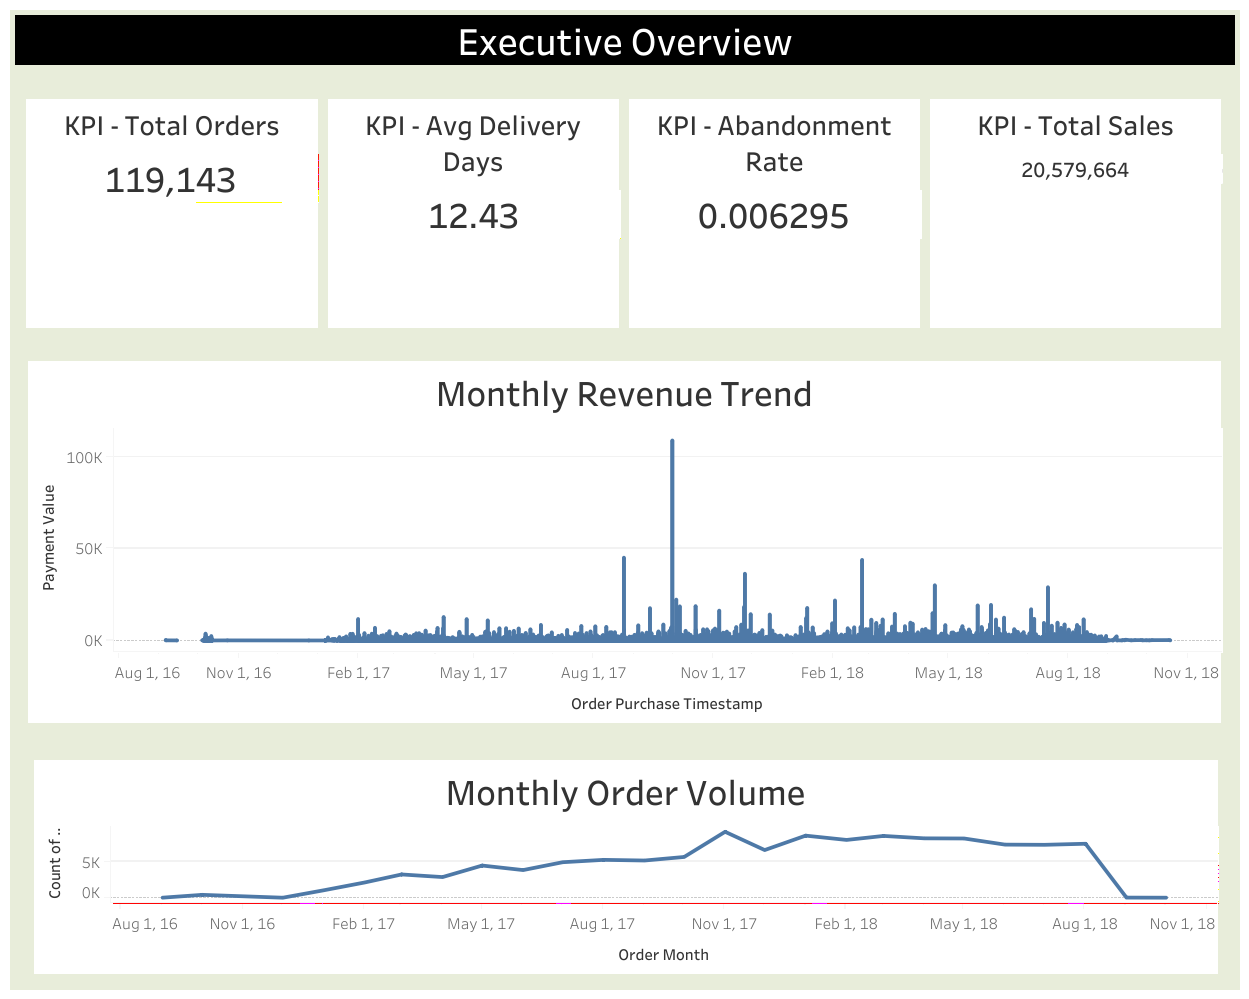 Executive Overview
KPI - Total Orders
119,143
KPI - Avg Delivery
Days
12.43
KPI - Abandonment
Rate
0.006295
KPI - Total Sales
20,579,664
Monthly Revenue Trend
Payment Value
100K
50K
0K
Aug 1, 16 Nov 1, 16 Feb 1, 17 May 1, 17 Aug 1, 17 Nov 1, 17 Feb 1, 18 May 1, 18 Aug 1, 18 Nov 1, 18
Order Purchase Timestamp
Monthly Order Volume
Count of ..
5K
0K
Aug 1, 16 Nov 1, 16 Feb 1, 17 May 1, 17 Aug 1, 17 Nov 1, 17 Feb 1, 18 May 1, 18 Aug 1, 18 Nov 1, 18
Order Month